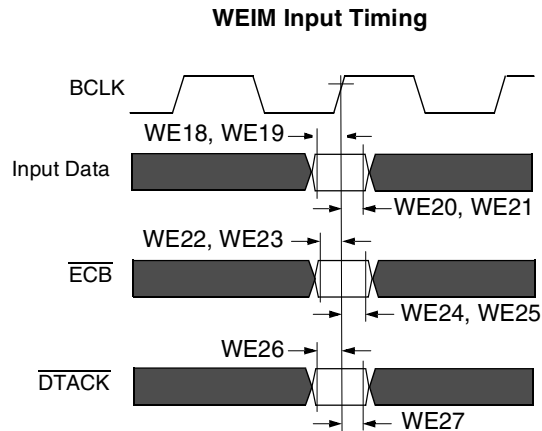 WEIM Input Timing
BCLK
WE18, WE19
Input Data
WE20, WE21
WE22, WE23
ECB
WE24, WE25
WE26
DTACK
WE27